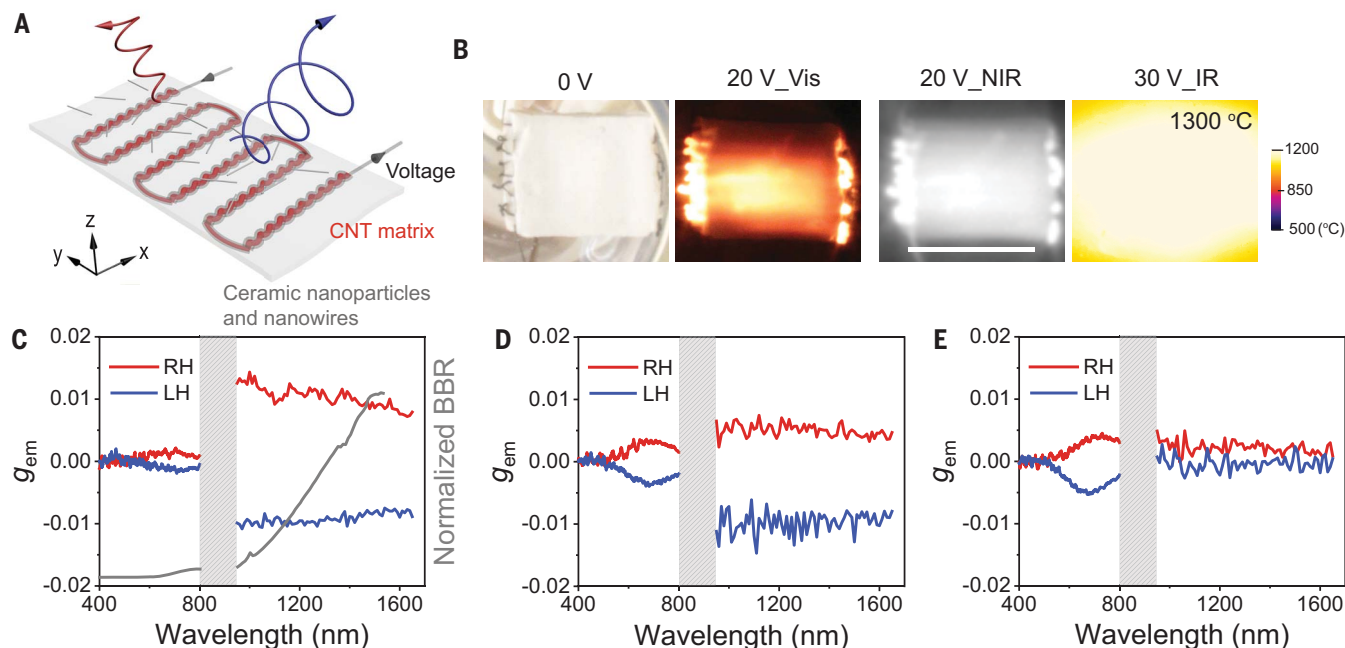 A
Voltage
CNT matrix
z
y
x
Ceramic nanoparticles
and nanowires
B
0 V
20 V_Vis
20 V_NIR
30 V_IR
1300 °C
1200
850
500 (°C)
C
0.02
0.01
0.00
-0.01
-0.02
gem
RH
LH
Normalized BBR
400
800
1200
1600
Wavelength (nm)
D
0.02
0.01
0.00
-0.01
-0.02
RH
LH
400
800
1200
1600
Wavelength (nm)
E
0.02
0.01
0.00
-0.01
-0.02
RH
LH
400
800
1200
1600
Wavelength (nm)